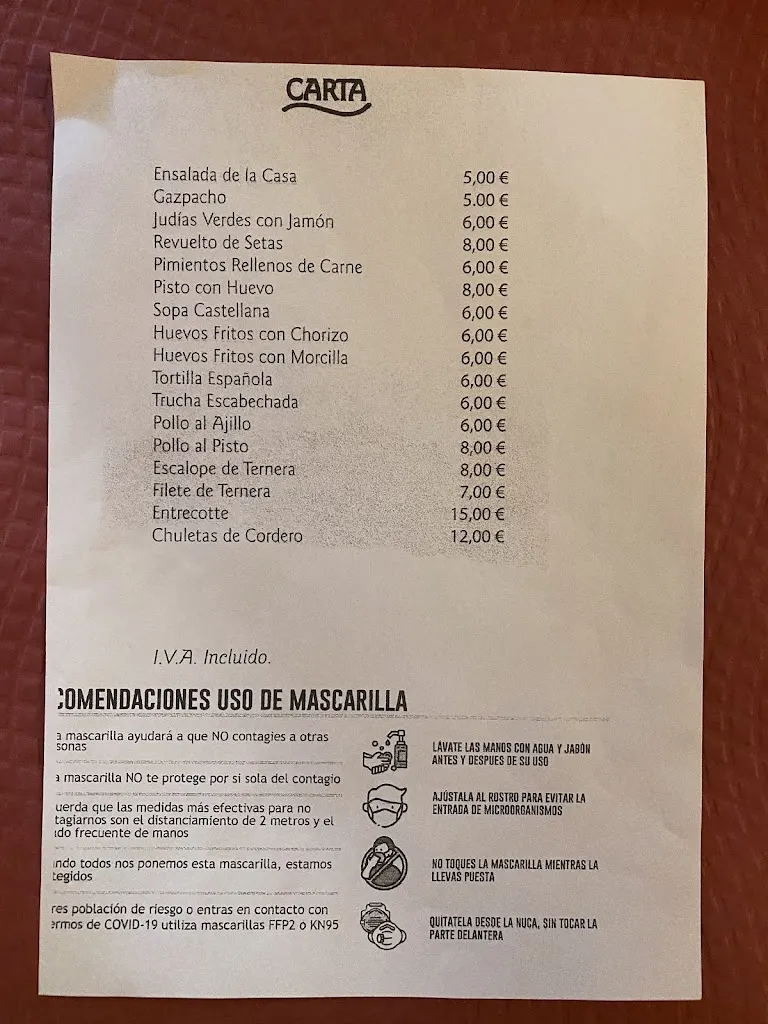 CARTA
Ensalada de la Casa 5,00 €
Gazpacho 5.00 €
Judías Verdes con Jamón 6,00 €
Revuelto de Setas 8,00 €
Pimientos Rellenos de Carne 6,00 €
Pisto con Huevo 8,00 €
Sopa Castellana 6,00 €
Huevos Fritos con Chorizo 6,00 €
Huevos Fritos con Morcilla 6,00 €
Tortilla Española 6,00 €
Trucha Escabechada 6,00 €
Pollo al Ajillo 6,00 €
Pollo al Pisto 8,00 €
Escalope de Ternera 8,00 €
Filete de Ternera 7,00 €
Entrecotte 15,00 €
Chuletas de Cordero 12,00 €
I.V.A. Incluido.
COMENDACIONES USO DE MASCARILLA
a mascarilla ayudará a que NO contagies a otras
sonas
a mascarilla NO te protege por si sola del contagio
uerda que las medidas más efectivas para no
tagiarnos son el distanciamiento de 2 metros y el
ado frecuente de manos
ndo todos nos ponemos esta mascarilla, estamos
tegidos
res población de riesgo o entras en contacto con
ermos de COVID-19 utiliza mascarillas FFP2 o KN95
LÁVATE LAS MANOS CON AGUA Y JABÓN
ANTES Y DESPUES DE SU USO
AJÚSTALA AL ROSTRO PARA EVITAR LA
ENTRADA DE MICROORGANISMOS
NO TOQUES LA MASCARILLA MIENTRAS LA
LLEVAS PUESTA
QUÍTATELA DESDE LA NUCA, SIN TOCAR LA
PARTE DELANTERA